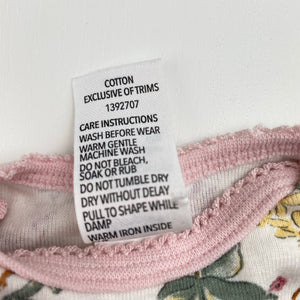 COTTON
EXCLUSIVE OF TRIMS
1392707
CARE INSTRUCTIONS
WASH BEFORE WEAR
WARM GENTLE
MACHINE WASH
DO NOT BLEACH,
SOAK OR RUB
DO NOT TUMBLE DRY
DRY WITHOUT DELAY
PULL TO SHAPE WHILE
DAMP
WARM IRON INSIDE